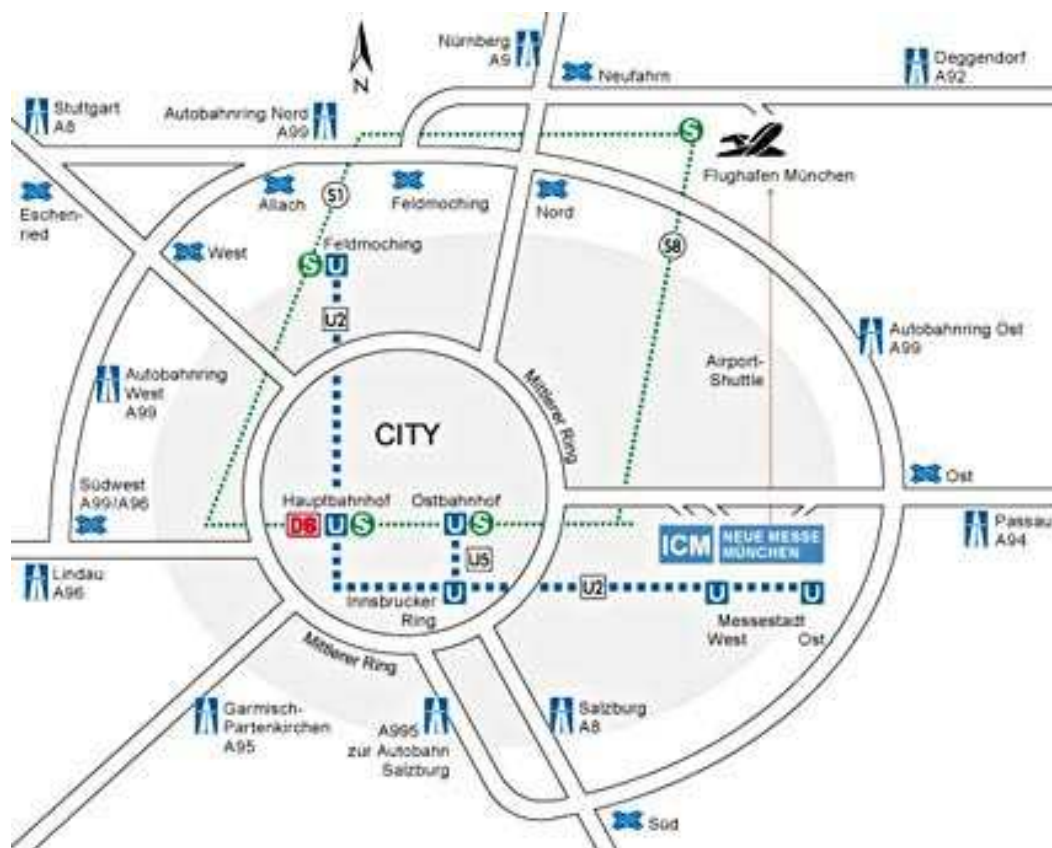 Nürnberg
A9
Neufahrn
Deggendorf
A92
N
Stuttgart
A8
Autobahnring Nord
A99
S
Flughafen München
Eschen-
ried
Allach
S1
Feldmoching
Nord
West
Feldmoching
S U
S8
U2
Autobahnring Ost
A99
Airport-
Shuttle
Autobahnring
West
A99
Mittlerer Ring
CITY
Südwest
A99/A96
Hauptbahnhof
Ostbahnhof
DB U S
U S
Ost
ICM
NEUE MESSE
MÜNCHEN
Passau
A94
U5
Lindau
A96
Innsbrucker
Ring
U
U2
U
U
Messestadt
West Ost
Mittlerer Ring
Garmisch-
Partenkirchen
A95
A995
zur Autobahn
Salzburg
Salzburg
A8
Süd